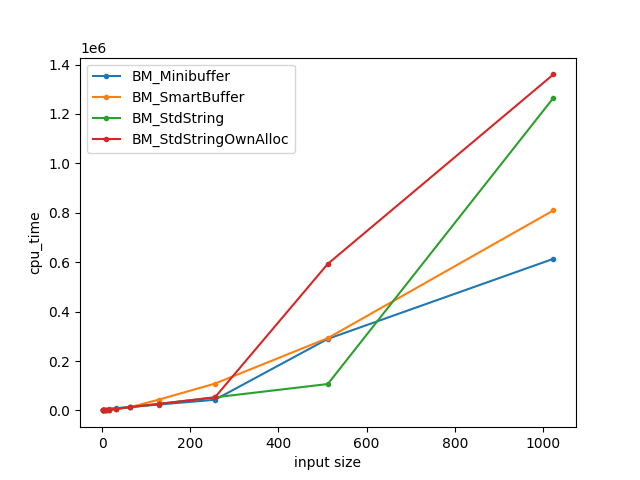 1e6
1.4
1.2
1.0
0.8
0.6
0.4
0.2
0.0
cpu_time
BM_Minibuffer
BM_SmartBuffer
BM_StdString
BM_StdStringOwnAlloc
0 200 400 600 800 1000
input size